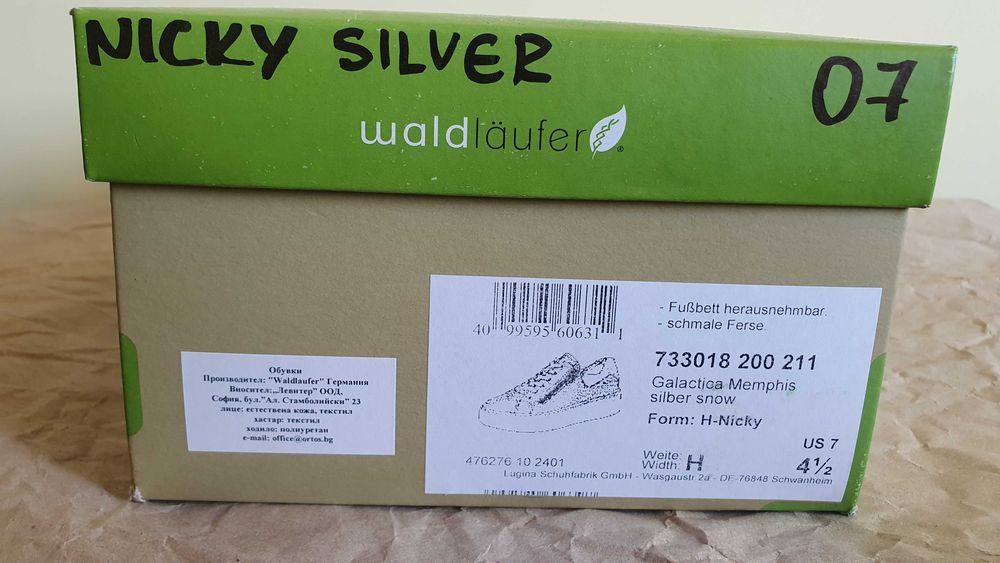 NICKY SILVER 07
waldläufer
- Fußbett herausnehmbar.
- schmale Ferse.
40 99595 60631 1
733018 200 211
Galactica Memphis
silber snow
Form: H-Nicky
US 7
Weite:
Width: H 4½
476276 10 2401
Lugina Schuhfabrik GmbH - Wasgaustr 2a - DE-76848 Schwanheim
Обувки
Производител: "Waldlaufer" Германия
Вносител:„Левитер" ООД,
София, бул."Ал. Стамболийски" 23
лице: естествена кожа, текстил
хастар: текстил
ходило: полиуретан
e-mail: office@ortos.bg